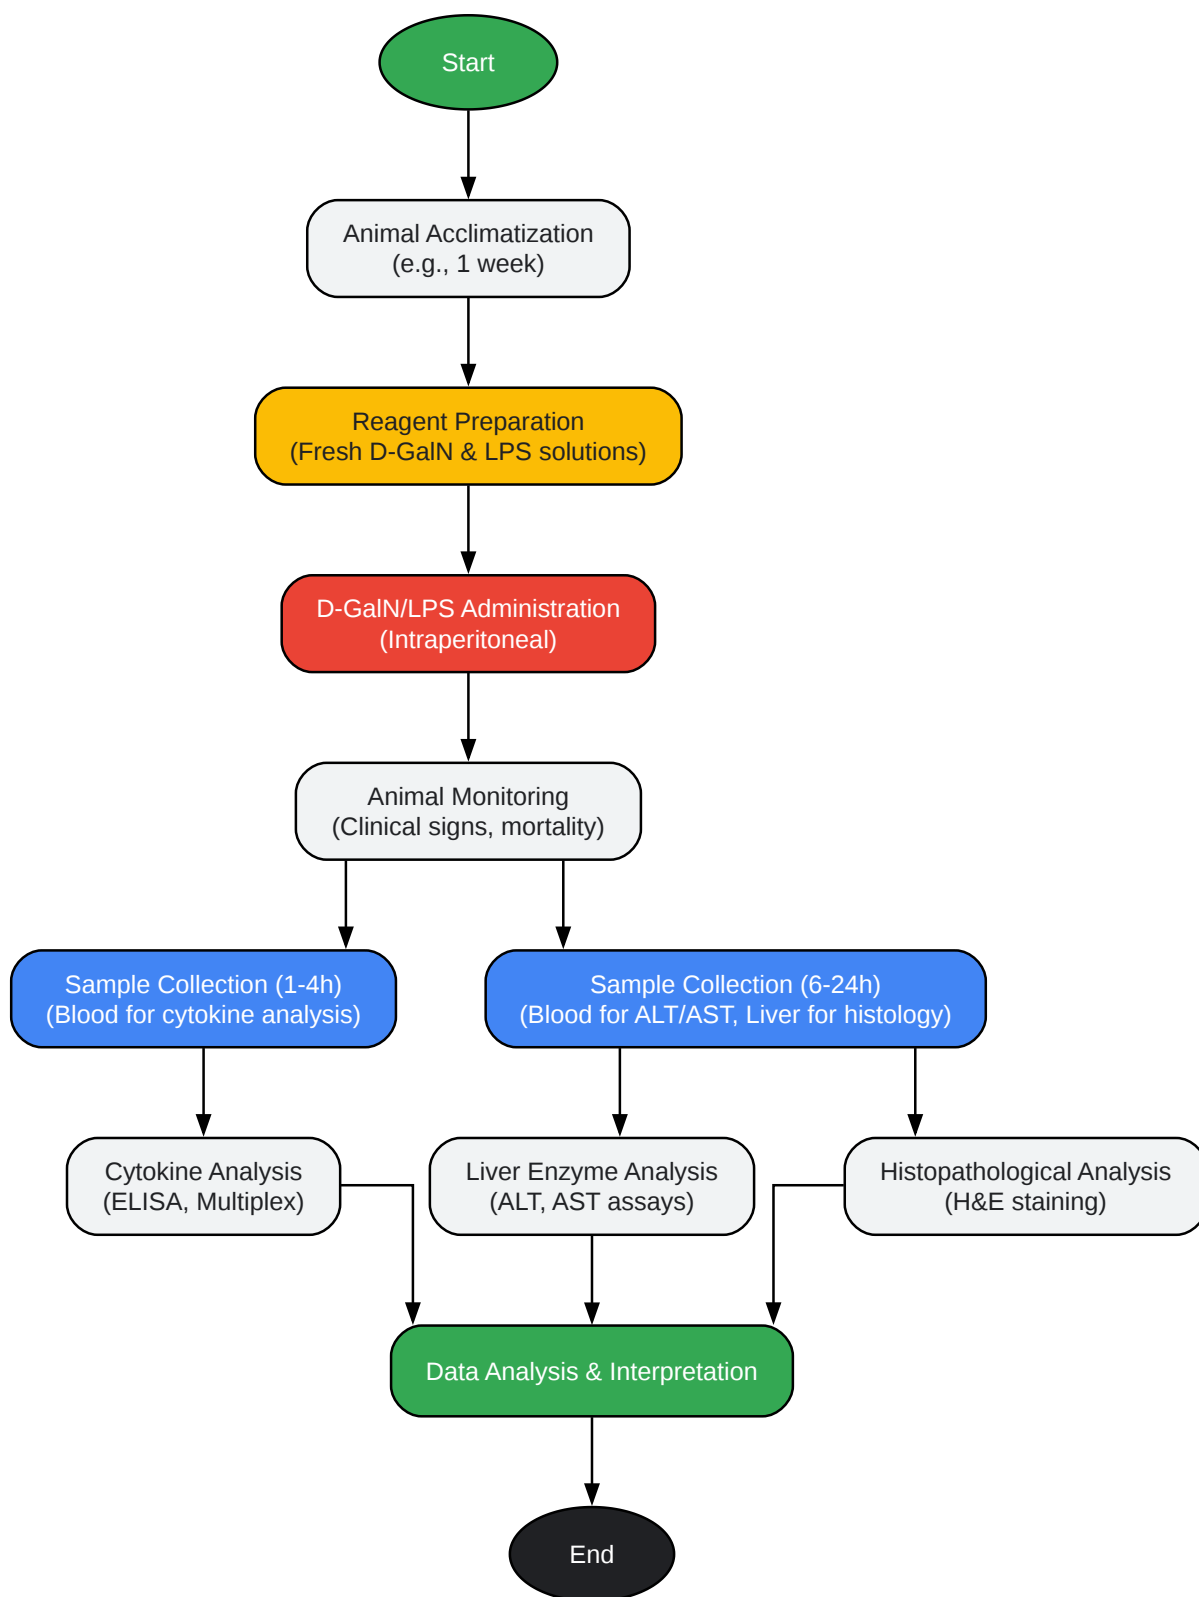 Start
Animal Acclimatization
(e.g., 1 week)
Reagent Preparation
(Fresh D-GalN & LPS solutions)
D-GalN/LPS Administration
(Intraperitoneal)
Animal Monitoring
(Clinical signs, mortality)
Sample Collection (1-4h)
(Blood for cytokine analysis)
Sample Collection (6-24h)
(Blood for ALT/AST, Liver for histology)
Cytokine Analysis
(ELISA, Multiplex)
Liver Enzyme Analysis
(ALT, AST assays)
Histopathological Analysis
(H&E staining)
Data Analysis & Interpretation
End